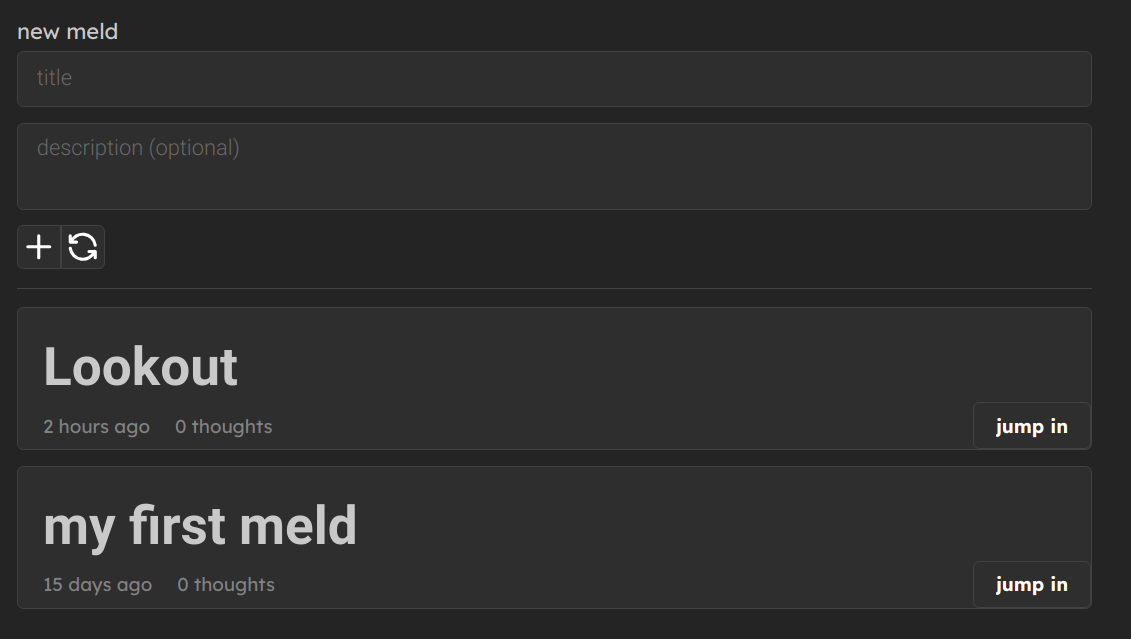 new meld
title
description (optional)
Lookout
2 hours ago 0 thoughts
jump in
my first meld
15 days ago 0 thoughts
jump in